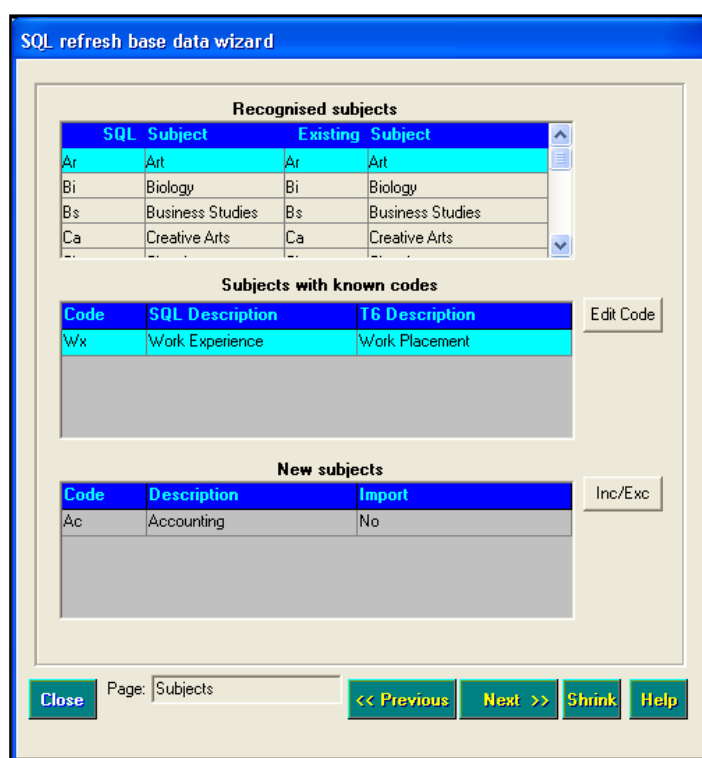 SQL refresh base data wizard
Recognised subjects
SQL Subject Existing Subject
Ar Art Ar Art
Bi Biology Bi Biology
Bs Business Studies Bs Business Studies
Ca Creative Arts Ca Creative Arts
Subjects with known codes
Code SQL Description T6 Description Edit Code
Wx Work Experience Work Placement
New subjects
Code Description Import Inc/Exc
Ac Accounting No
Close Page: Subjects << Previous Next >> Shrink Help